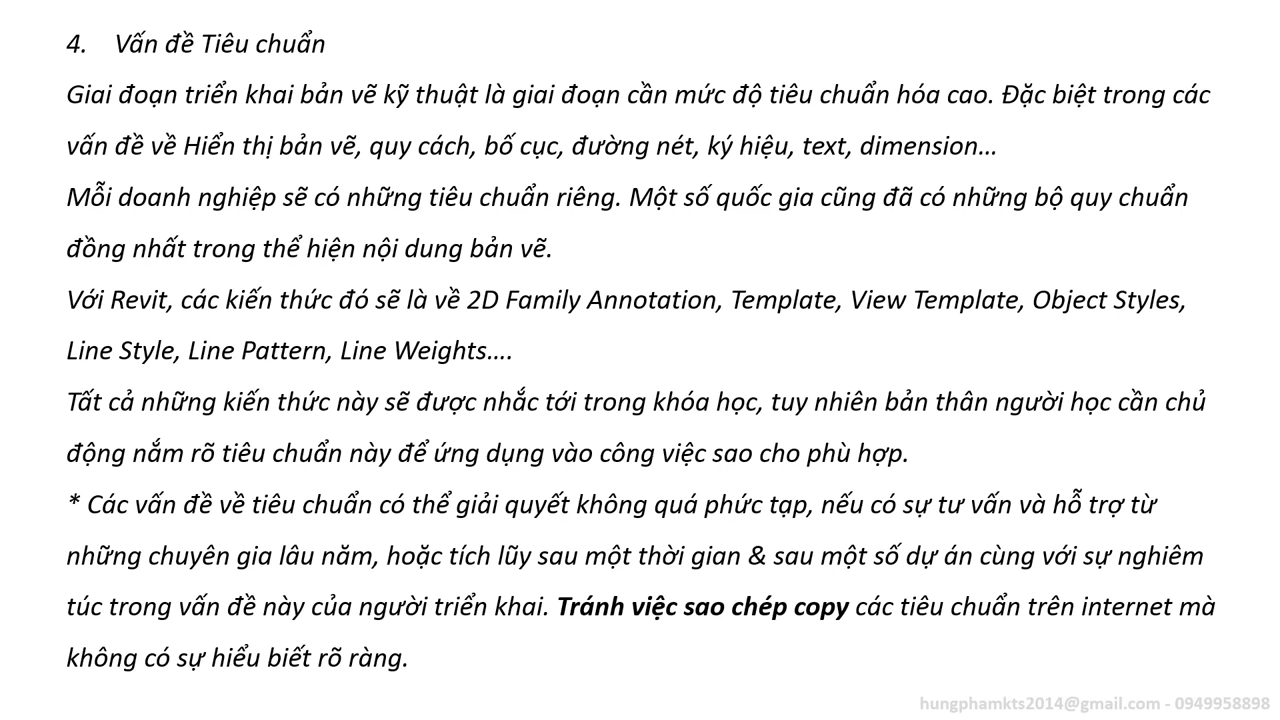 4. Vấn đề Tiêu chuẩn
Giai đoạn triển khai bản vẽ kỹ thuật là giai đoạn cần mức độ tiêu chuẩn hóa cao. Đặc biệt trong các
vấn đề về Hiển thị bản vẽ, quy cách, bố cục, đường nét, ký hiệu, text, dimension…
Mỗi doanh nghiệp sẽ có những tiêu chuẩn riêng. Một số quốc gia cũng đã có những bộ quy chuẩn
đồng nhất trong thể hiện nội dung bản vẽ.
Với Revit, các kiến thức đó sẽ là về 2D Family Annotation, Template, View Template, Object Styles,
Line Style, Line Pattern, Line Weights….
Tất cả những kiến thức này sẽ được nhắc tới trong khóa học, tuy nhiên bản thân người học cần chủ
động nắm rõ tiêu chuẩn này để ứng dụng vào công việc sao cho phù hợp.
* Các vấn đề về tiêu chuẩn có thể giải quyết không quá phức tạp, nếu có sự tư vấn và hỗ trợ từ
những chuyên gia lâu năm, hoặc tích lũy sau một thời gian & sau một số dự án cùng với sự nghiêm
túc trong vấn đề này của người triển khai. Tránh việc sao chép copy các tiêu chuẩn trên internet mà
không có sự hiểu biết rõ ràng.
hungphamkts2014@gmail.com - 0949958898